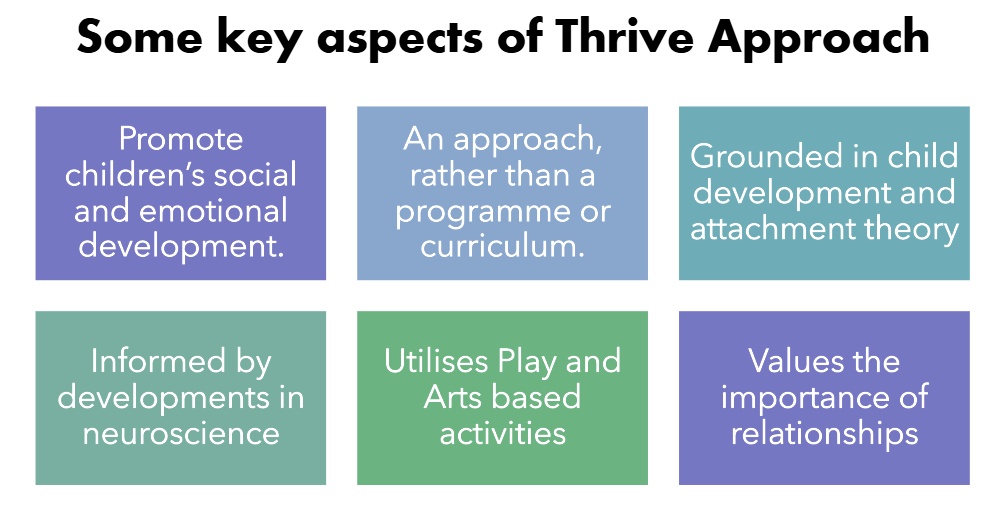 Some key aspects of Thrive Approach
Promote
children’s social
and emotional
development.
An approach,
rather than a
programme or
curriculum.
Grounded in child
development and
attachment theory
Informed by
developments in
neuroscience
Utilises Play and
Arts based
activities
Values the
importance of
relationships